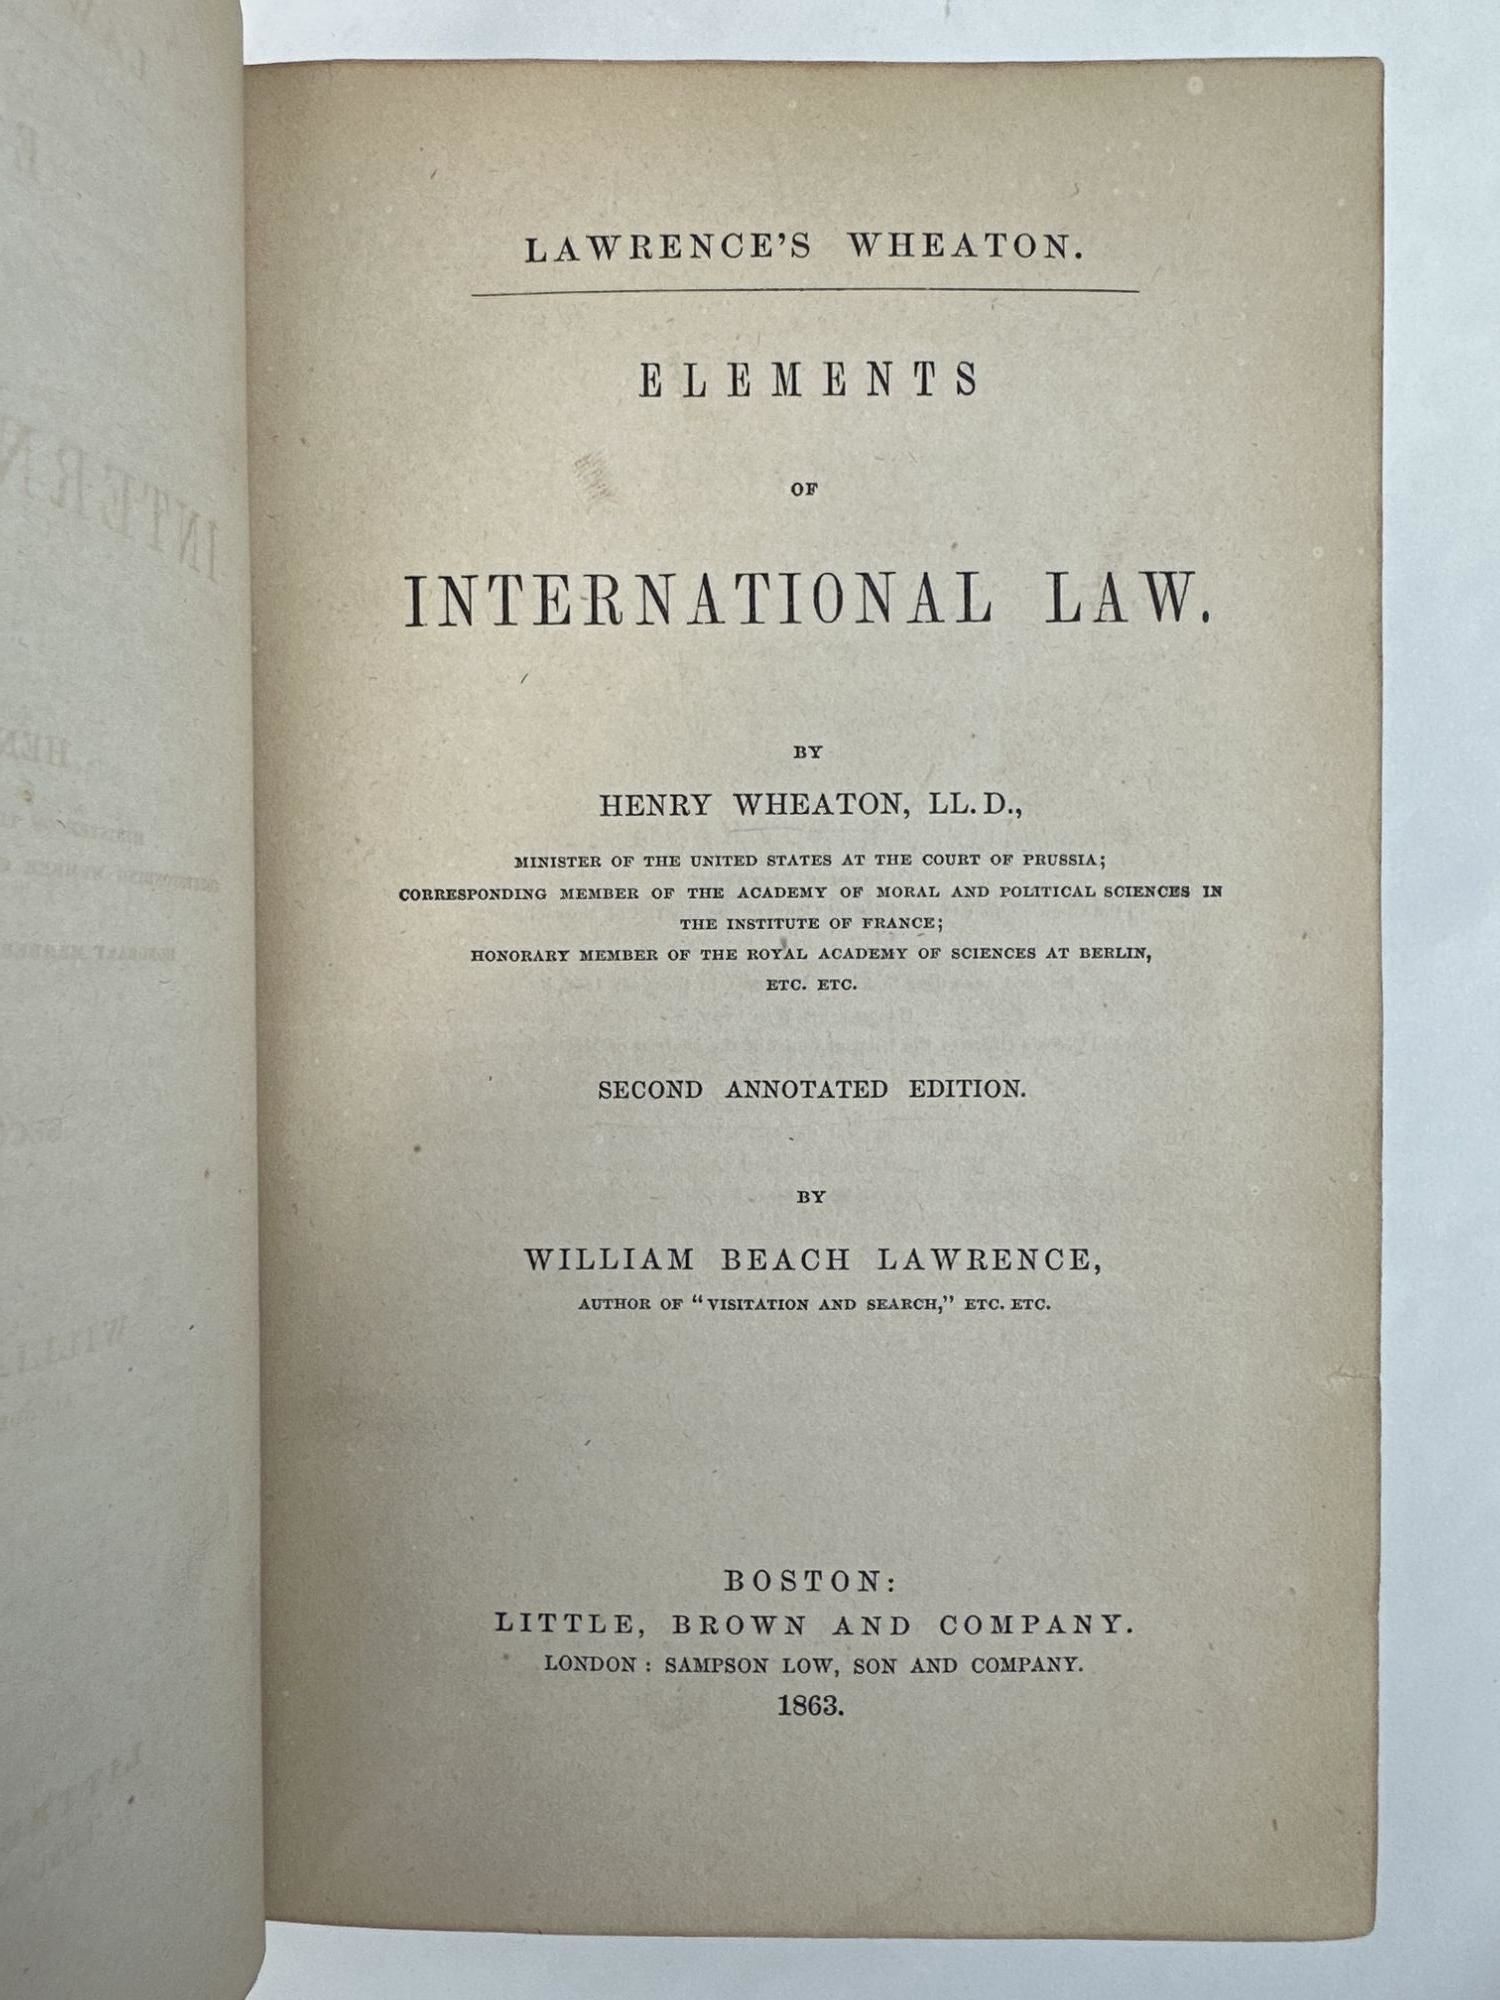 LAWRENCE'S WHEATON.
ELEMENTS
OF
INTERNATIONAL LAW.
BY
HENRY WHEATON, LL. D.,
MINISTER OF THE UNITED STATES AT THE COURT OF PRUSSIA;
CORRESPONDING MEMBER OF THE ACADEMY OF MORAL AND POLITICAL SCIENCES IN
THE INSTITUTE OF FRANCE;
HONORARY MEMBER OF THE ROYAL ACADEMY OF SCIENCES AT BERLIN,
ETC. ETC.
SECOND ANNOTATED EDITION.
BY
WILLIAM BEACH LAWRENCE,
AUTHOR OF "VISITATION AND SEARCH," ETC. ETC.
BOSTON:
LITTLE, BROWN AND COMPANY.
LONDON: SAMPSON LOW, SON AND COMPANY.
1863.